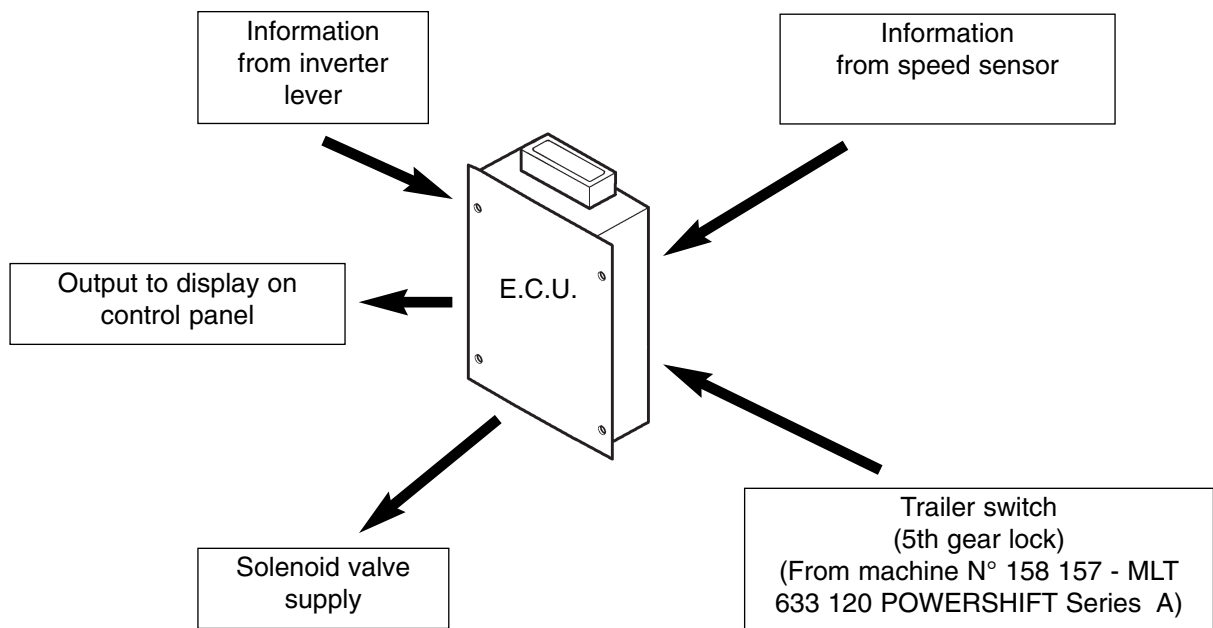 Information
from inverter
lever
Information
from speed sensor
E.C.U.
Output to display on
control panel
Solenoid valve
supply
Trailer switch
(5th gear lock)
(From machine N° 158 157 - MLT
633 120 POWERSHIFT Series A)